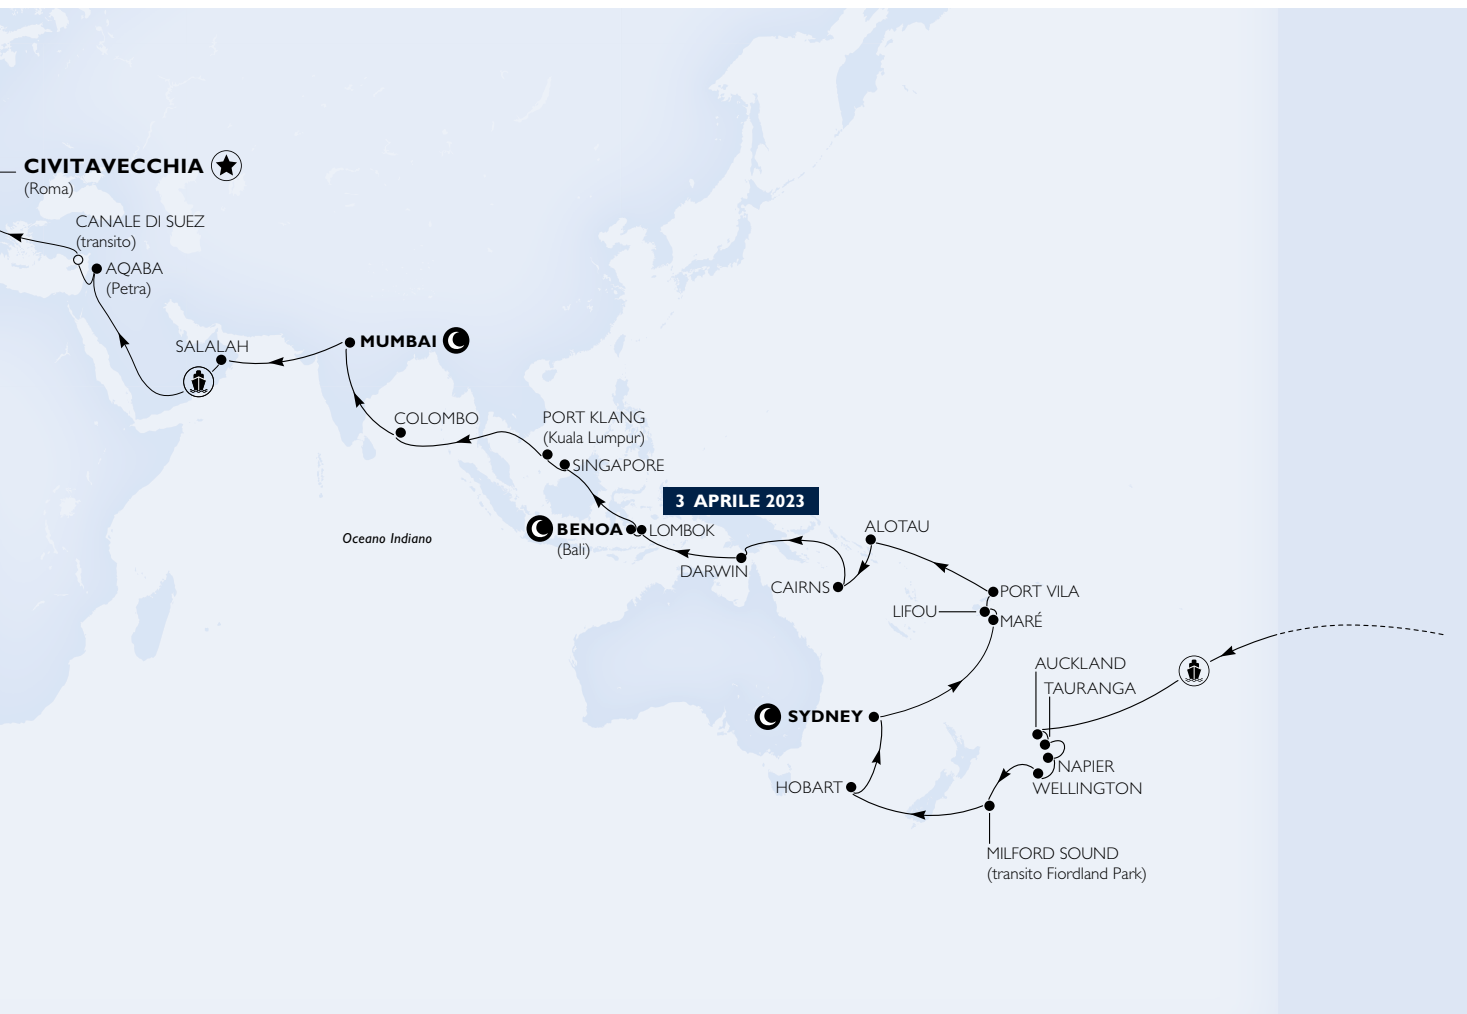 CIVITAVECCHIA
(Roma)
CANALE DI SUEZ
(transito)
AQABA
(Petra)
SALALAH
MUMBAI
COLOMBO
PORT KLANG
(Kuala Lumpur)
SINGAPORE
3 APRILE 2023
BENOA
(Bali)
LOMBOK
Oceano Indiano
DARWIN
ALOTAU
CAIRNS
PORT VILA
LIFOU
MARÉ
AUCKLAND
TAURANGA
SYDNEY
NAPIER
WELLINGTON
HOBART
MILFORD SOUND
(transito Fiordland Park)